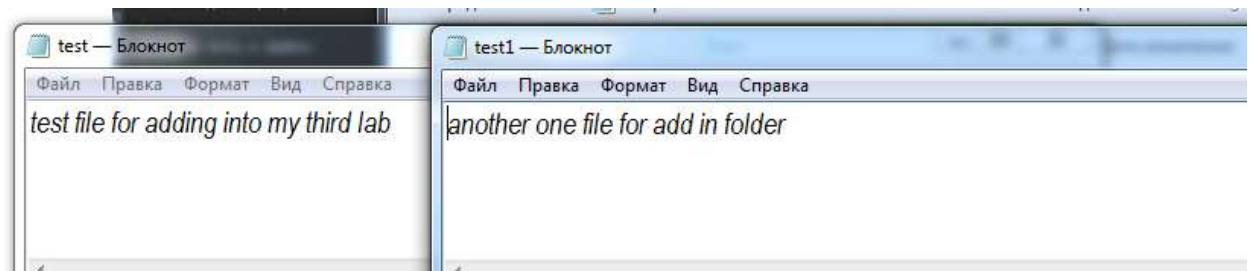 test — Блокнот
Файл Правка Формат Вид Справка
test file for adding into my third lab
test1 — Блокнот
Файл Правка Формат Вид Справка
another one file for add in folder